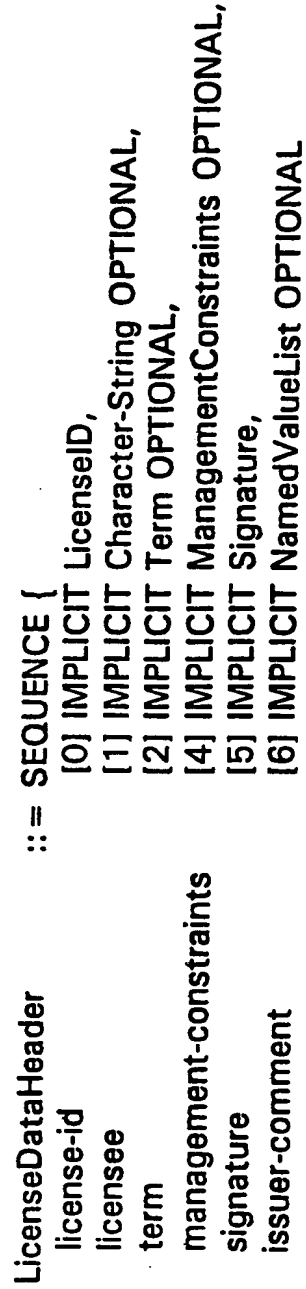 LicenseDataHeader ::= SEQUENCE {
license-id [0] IMPLICIT LicenseID,
licensee [1] IMPLICIT Character-String OPTIONAL,
term [2] IMPLICIT Term OPTIONAL,
management-constraints [4] IMPLICIT ManagementConstraints OPTIONAL,
signature [5] IMPLICIT Signature,
issuer-comment [6] IMPLICIT NamedValueList OPTIONAL